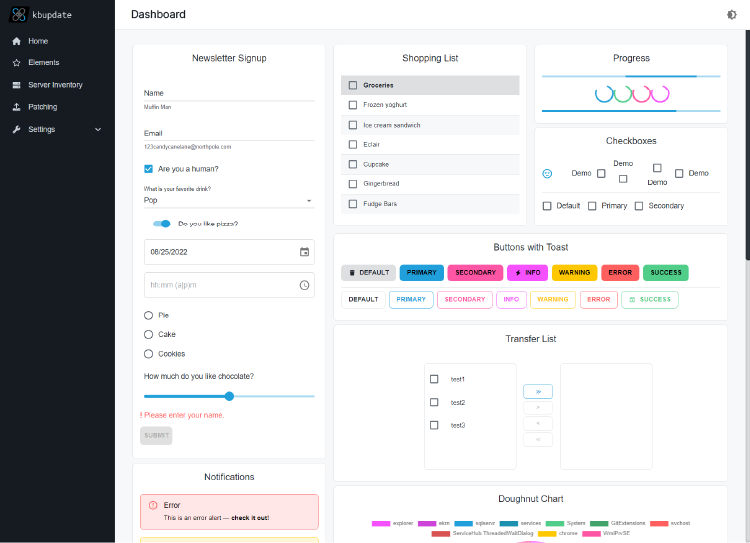 kbupdate
Dashboard
Home
Elements
Server Inventory
Patching
Settings
Newsletter Signup
Name
Muffin Man
Email
123candycanelane@northpole.com
Are you a human?
What is your favorite drink?
Pop
Do you like pizza?
08/25/2022
hh:mm (a|p)m
Pie
Cake
Cookies
How much do you like chocolate?
! Please enter your name.
SUBMIT
Notifications
Error
This is an error alert — check it out!
Shopping List
Groceries
Frozen yoghurt
Ice cream sandwich
Eclair
Cupcake
Gingerbread
Fudge Bars
Progress
Checkboxes
Demo
Demo
Demo
Demo
Default Primary Secondary
Buttons with Toast
DEFAULT PRIMARY SECONDARY INFO WARNING ERROR SUCCESS
DEFAULT PRIMARY SECONDARY INFO WARNING ERROR SUCCESS
Transfer List
test1
test2
test3
≫
>
<
≪
Doughnut Chart
explorer ekrn sqlservr services System GitExtensions svchost
ServiceHub.ThreadedWaitDialog chrome WmiPrvSE